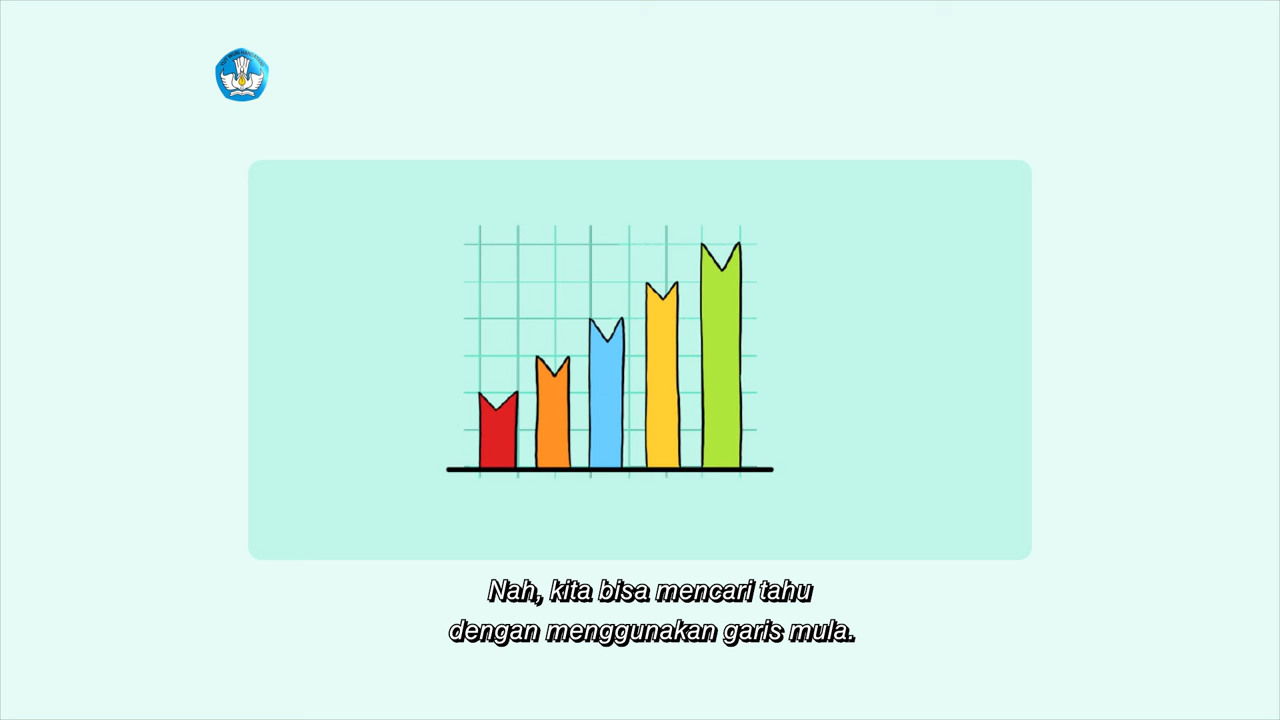 Nah, kita bisa mencari tahu
dengan menggunakan garis mula.